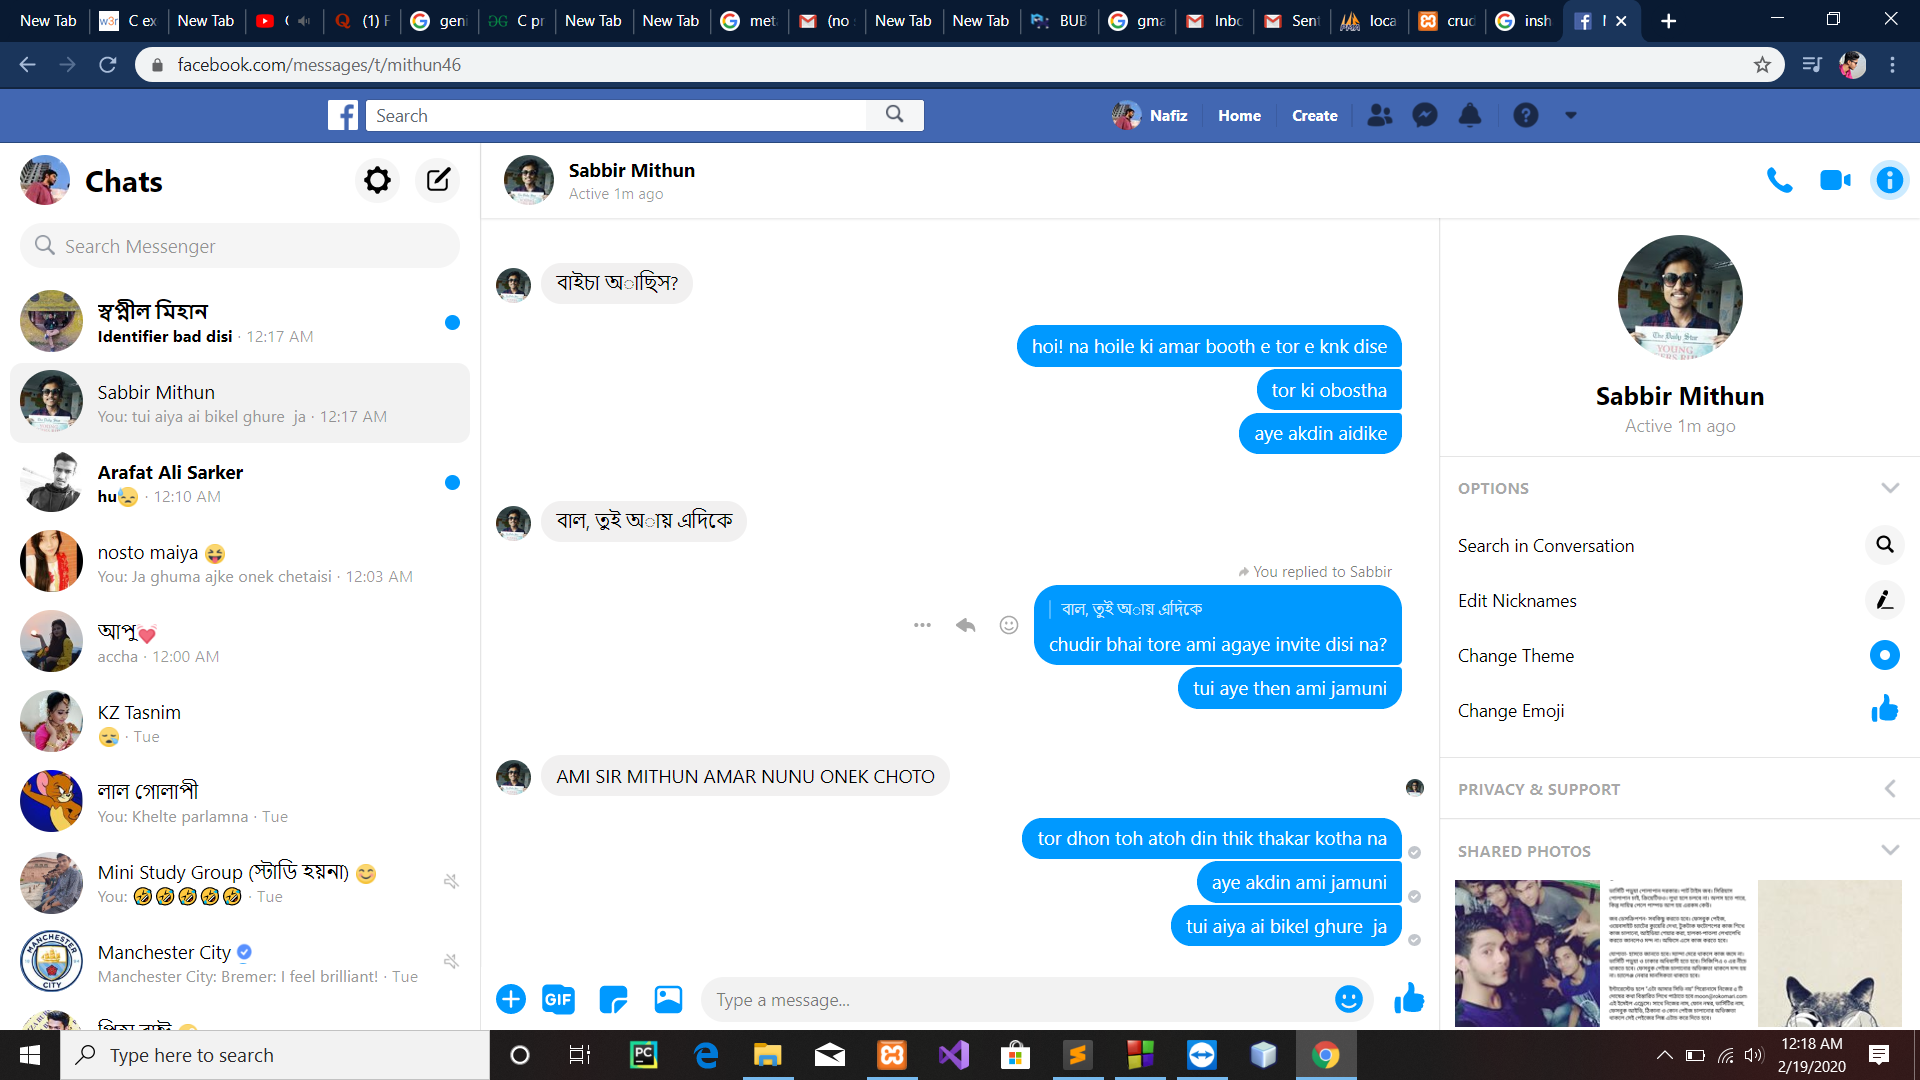 New Tab
C ex
New Tab
New Tab
(1) F
geni
C pr
New Tab
New Tab
met
(no
New Tab
New Tab
BUB
gma
Inbo
Sent
loca
crud
insh
facebook.com/messages/t/mithun46
Search
Nafiz
Home
Create
Chats
Search Messenger
স্বপ্নীল মিহান
Identifier bad disi · 12:17 AM
Sabbir Mithun
You: tui aiya ai bikel ghure ja · 12:17 AM
Arafat Ali Sarker
hu😓 · 12:10 AM
nosto maiya 😝
You: Ja ghuma ajke onek chetaisi · 12:03 AM
আপু💓
accha · 12:00 AM
KZ Tasnim
😪 · Tue
লাল গোলাপী
You: Khelte parlamna · Tue
Mini Study Group (স্টাডি হয়না) 😊
You: 🤣🤣🤣🤣🤣 · Tue
Manchester City
Manchester City: Bremer: I feel brilliant! · Tue
Sabbir Mithun
Active 1m ago
বাইচা অাছিস?
hoi! na hoile ki amar booth e tor e knk dise
tor ki obostha
aye akdin aidike
বাল, তুই অায় এদিকে
You replied to Sabbir
বাল, তুই অায় এদিকে
chudir bhai tore ami agaye invite disi na?
tui aye then ami jamuni
AMI SIR MITHUN AMAR NUNU ONEK CHOTO
tor dhon toh atoh din thik thakar kotha na
aye akdin ami jamuni
tui aiya ai bikel ghure ja
GIF
Type a message...
Sabbir Mithun
Active 1m ago
OPTIONS
Search in Conversation
Edit Nicknames
Change Theme
Change Emoji
PRIVACY & SUPPORT
SHARED PHOTOS
Type here to search
12:18 AM
2/19/2020